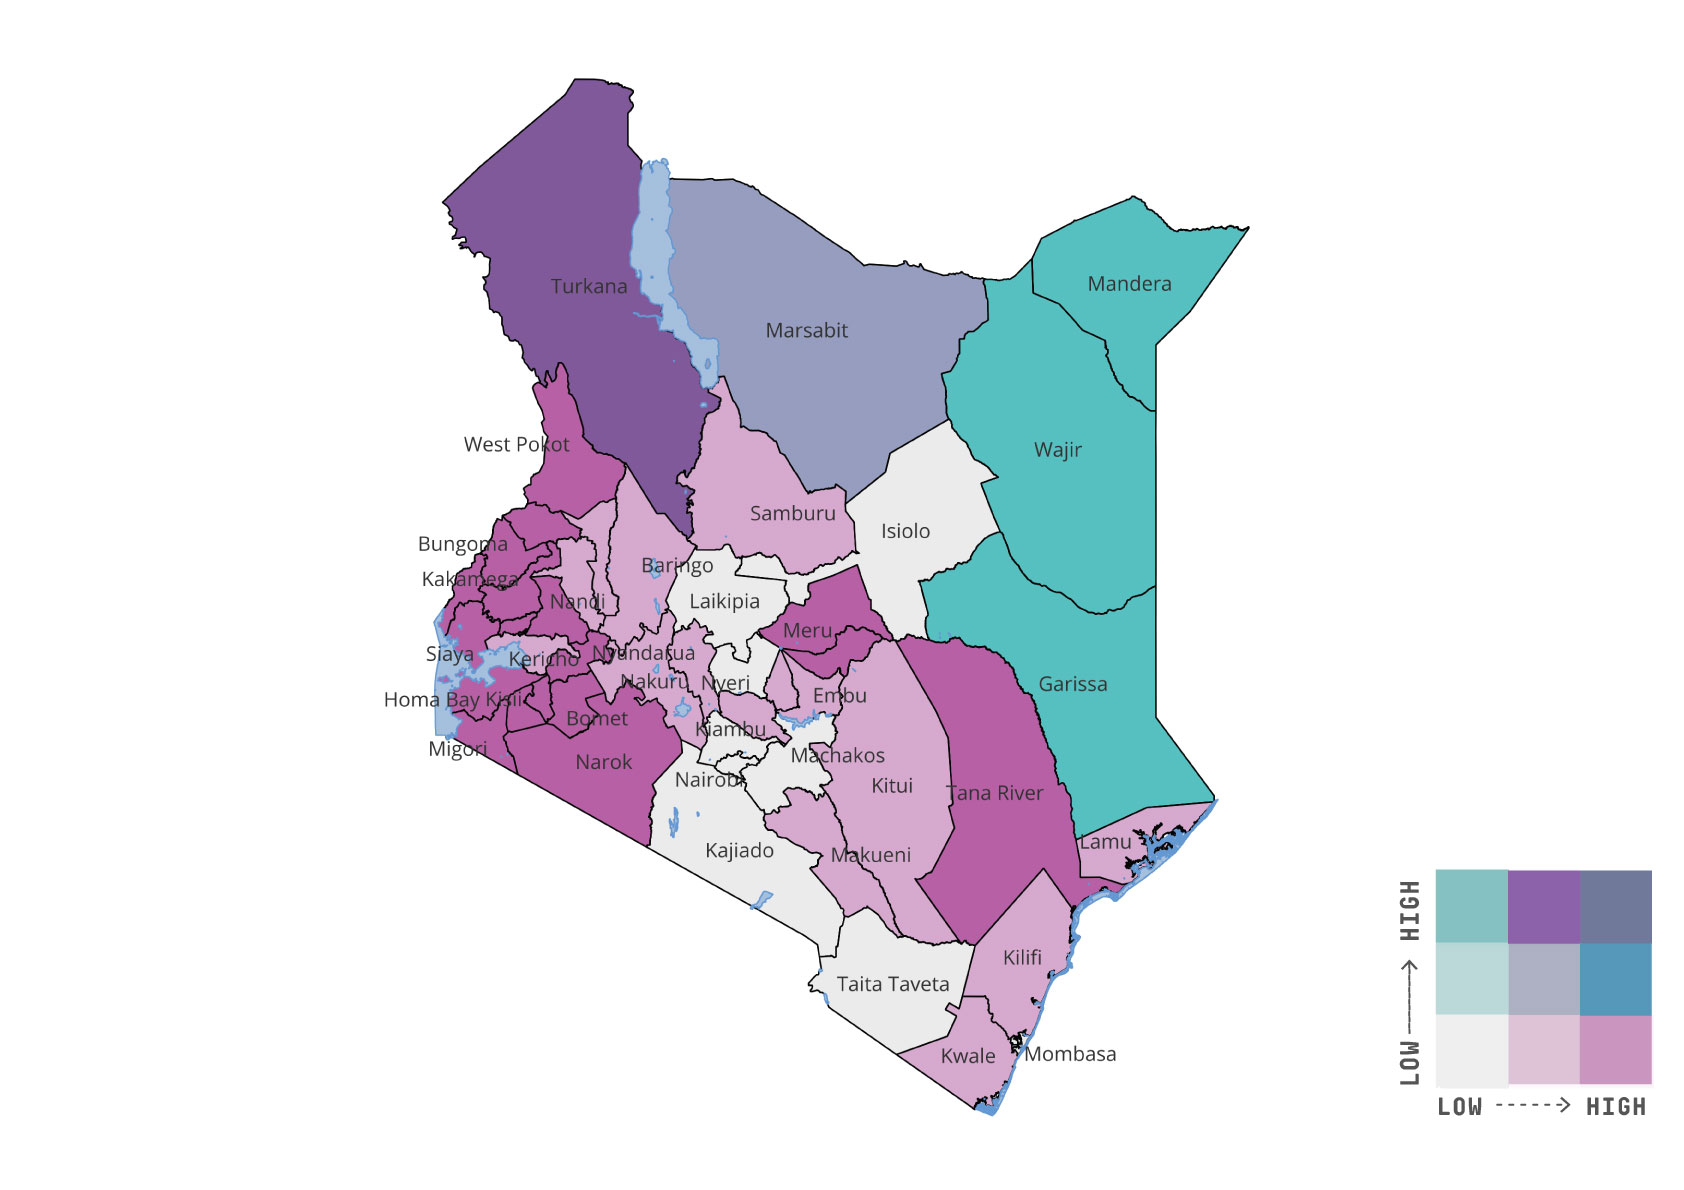 Turkana
Mandera
Marsabit
West Pokot
Wajir
Samburu
Isiolo
Bungoma
Baringo
Kakamega
Nandi
Laikipia
Meru
Siaya
Kericho
Nyandarua
Nakuru
Nyeri
Garissa
Homa Bay
Kisii
Embu
Bomet
Kiambu
Migori
Machakos
Narok
Nairobi
Kitui
Tana River
Kajiado
Makueni
Lamu
Kilifi
Taita Taveta
Kwale
Mombasa
HIGH
LOW
LOW
HIGH